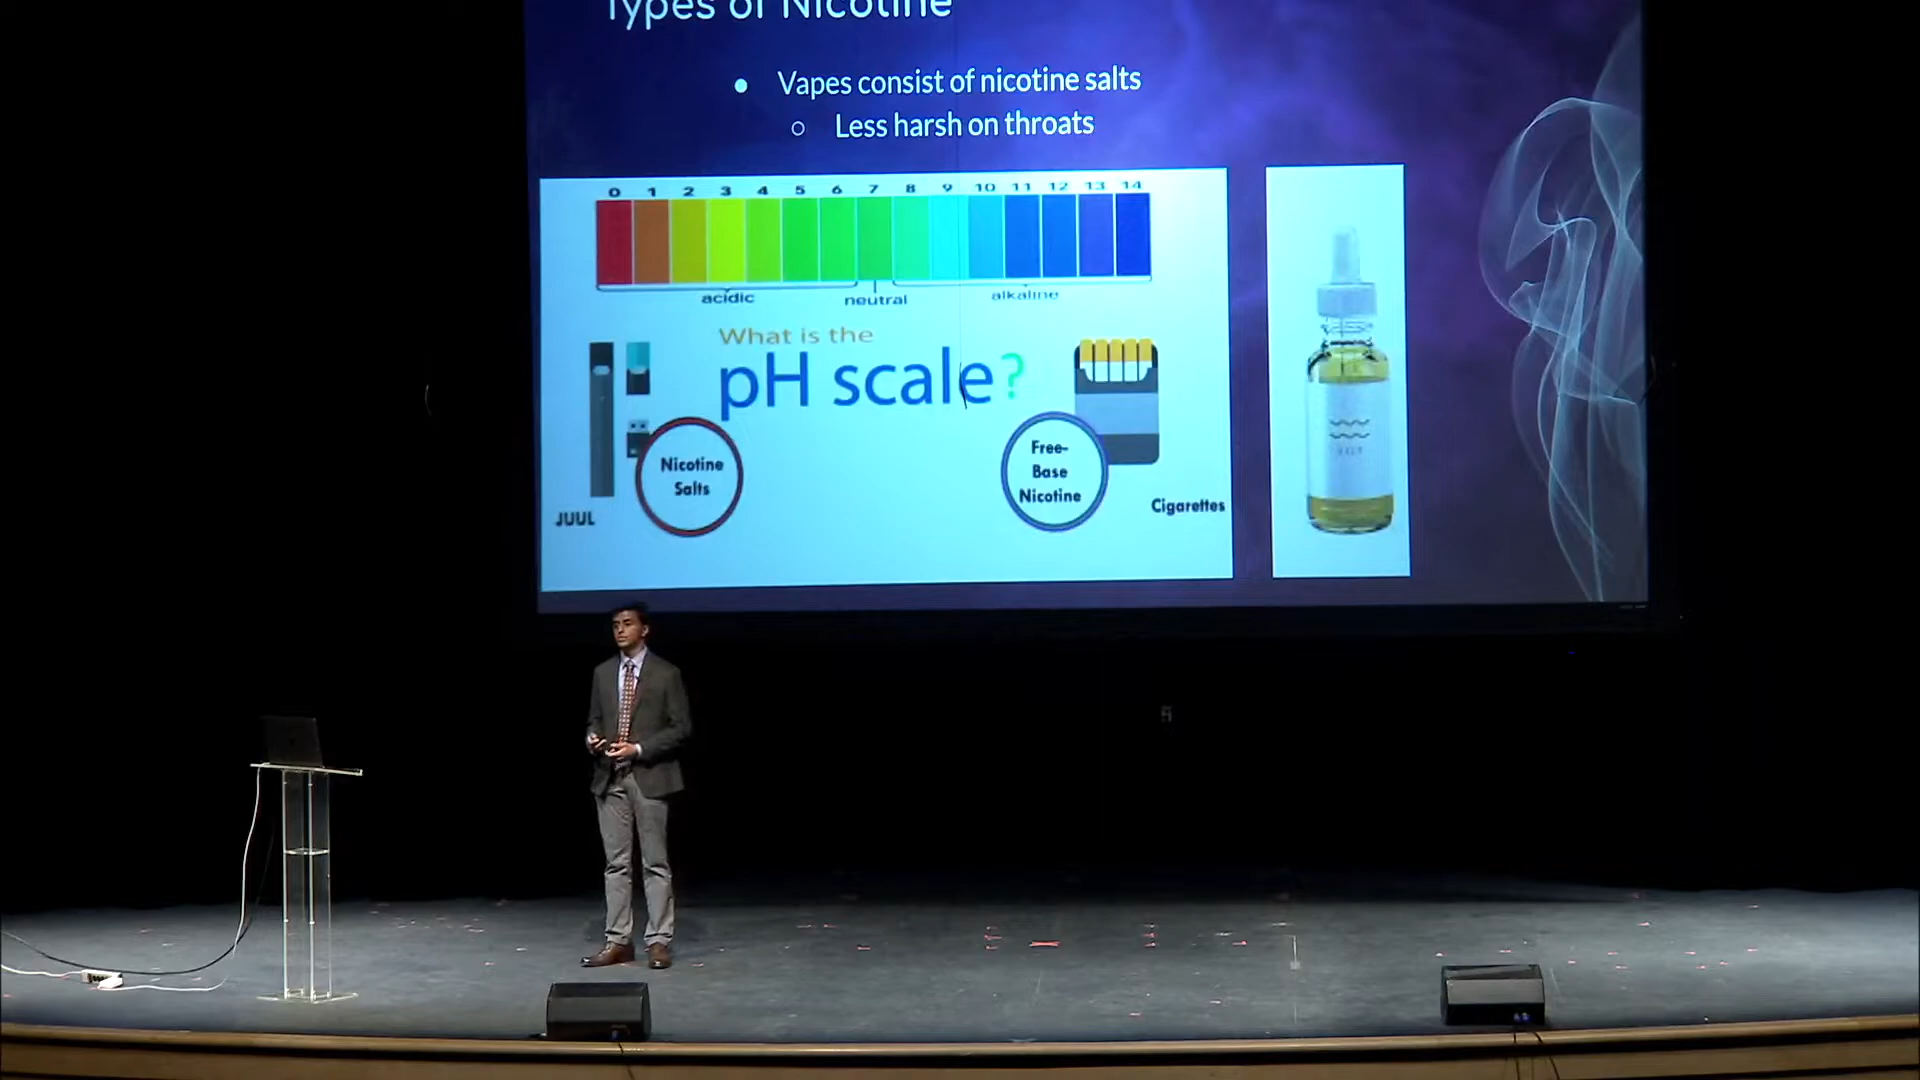 Types of Nicotine
● Vapes consist of nicotine salts
○ Less harsh on throats
0 1 2 3 4 5 6 7 8 9 10 11 12 13 14
acidic neutral alkaline
What is the
pH scale?
Nicotine
Salts
Free-
Base
Nicotine
JUUL
Cigarettes